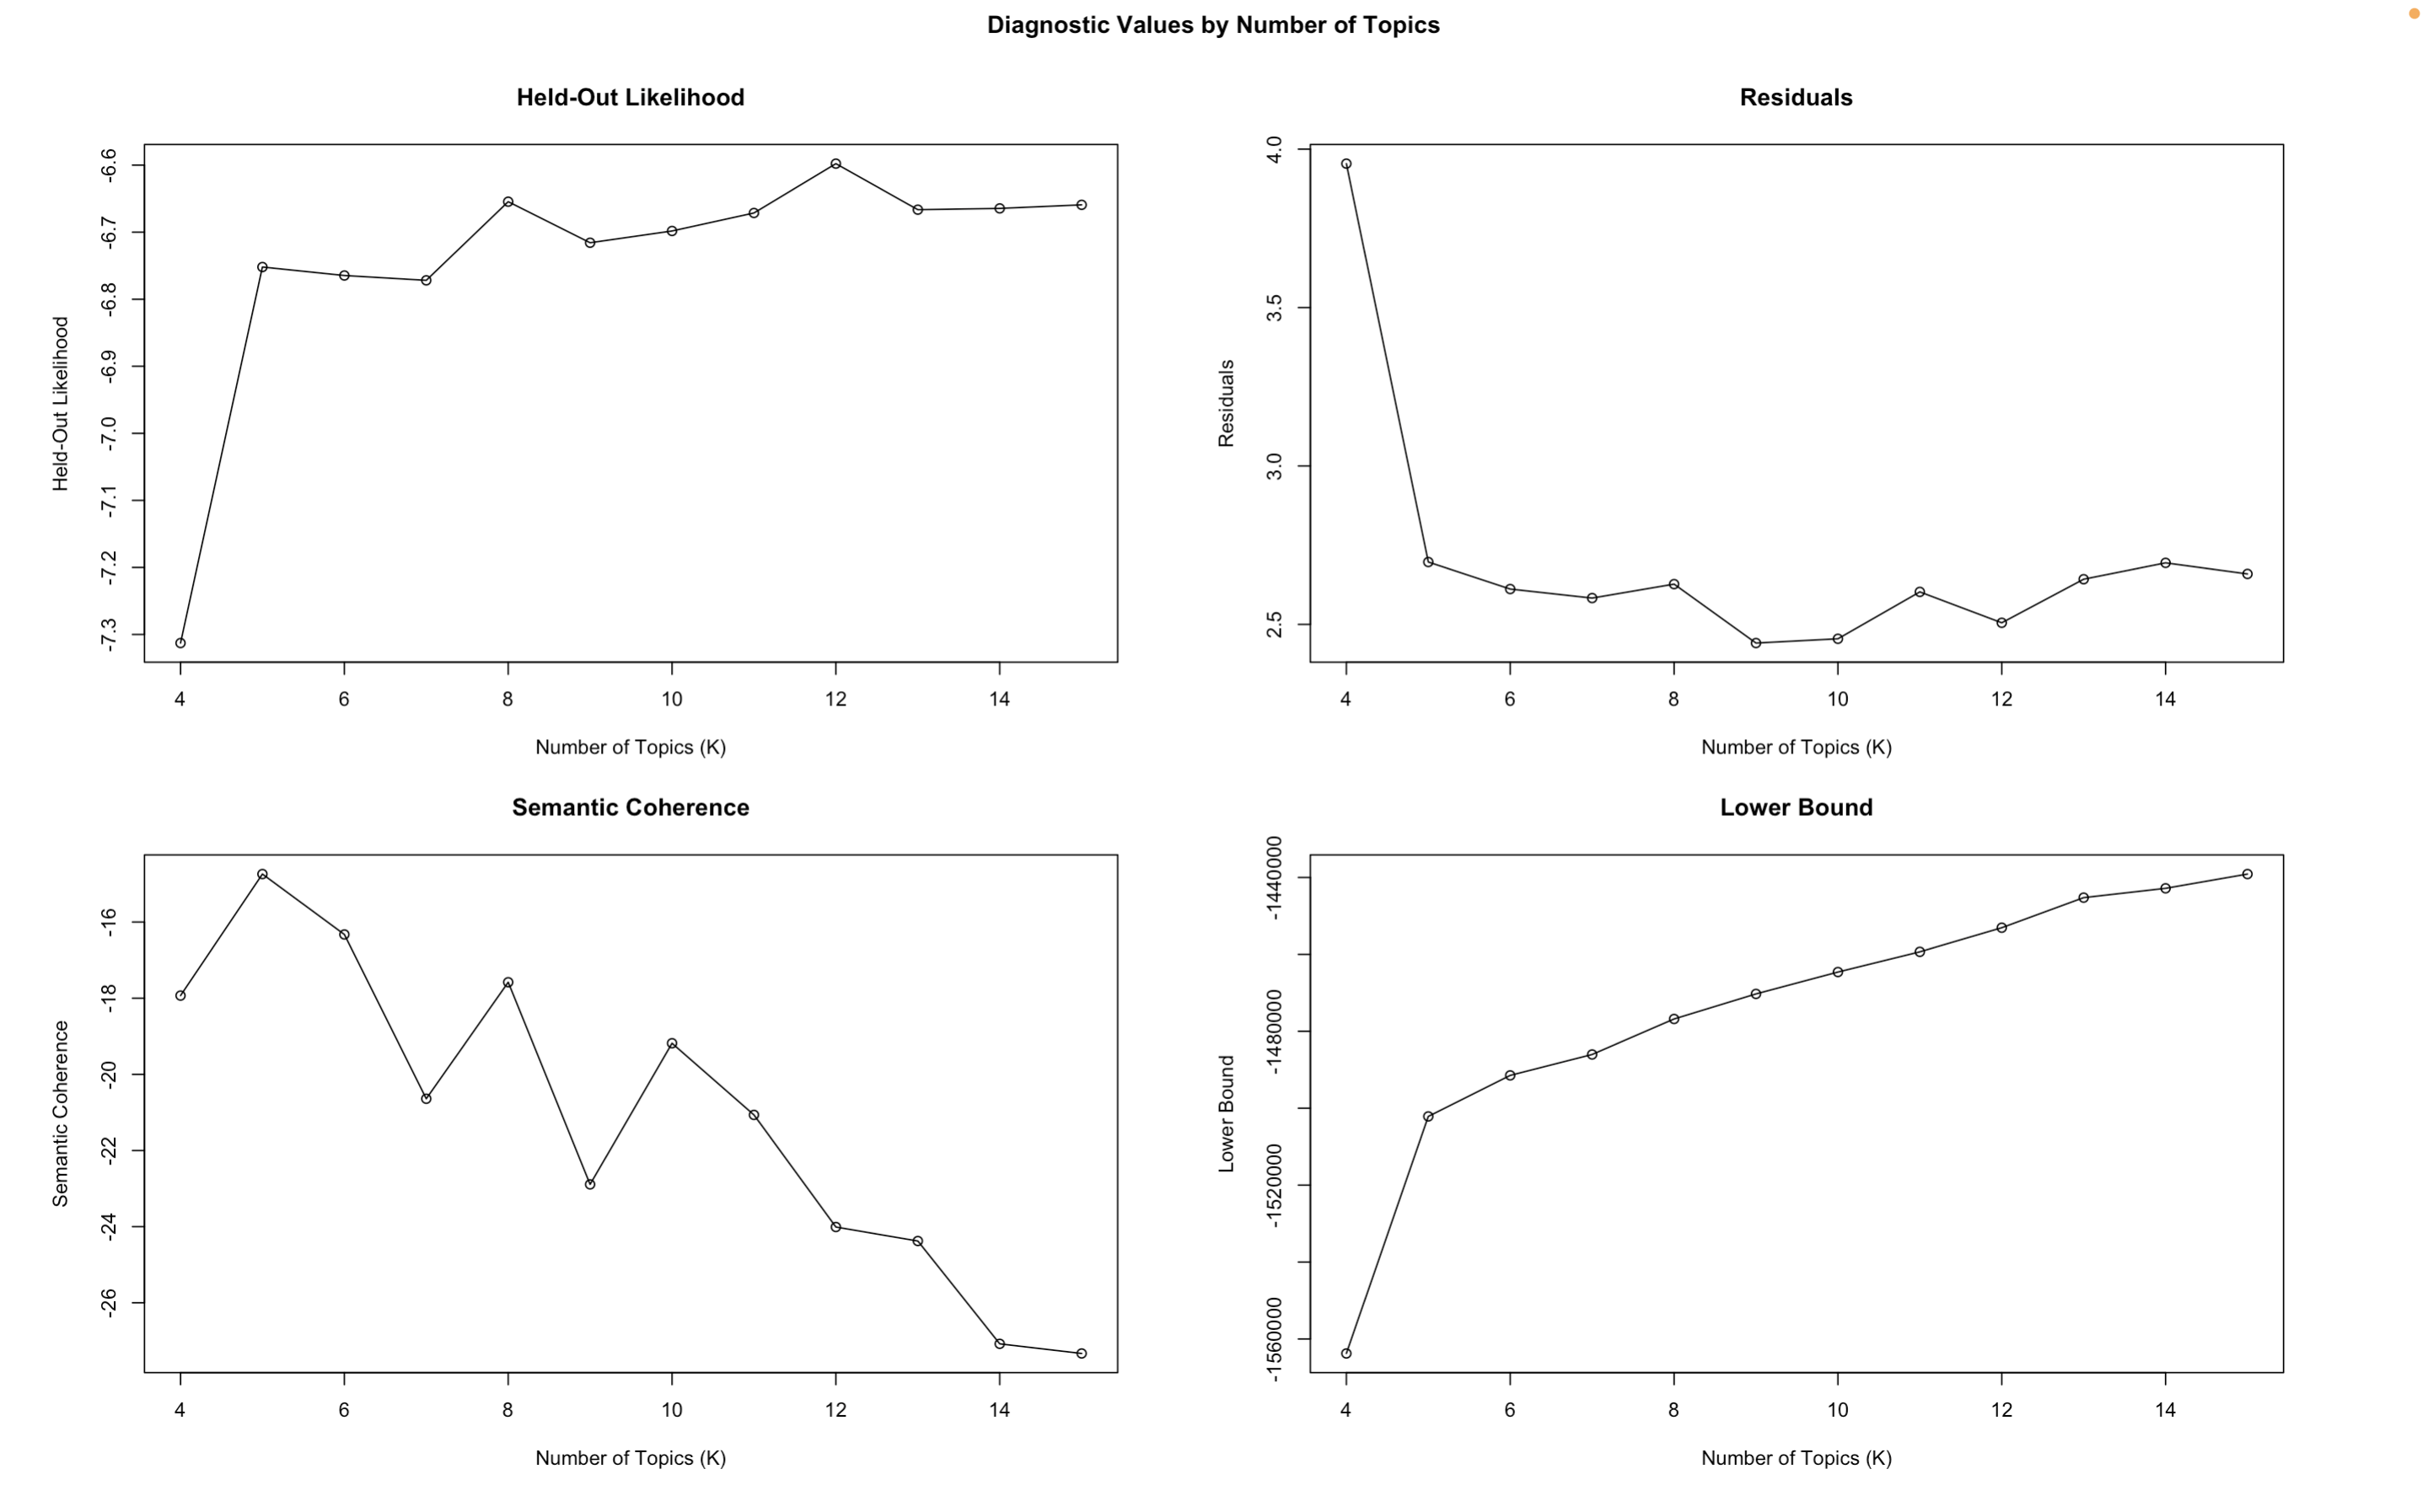 Diagnostic Values by Number of Topics
Held-Out Likelihood
Held-Out Likelihood
-6.6
-6.7
-6.8
-6.9
-7.0
-7.1
-7.2
-7.3
4 6 8 10 12 14
Number of Topics (K)
Residuals
Residuals
4.0
3.5
3.0
2.5
4 6 8 10 12 14
Number of Topics (K)
Semantic Coherence
Semantic Coherence
-16
-18
-20
-22
-24
-26
4 6 8 10 12 14
Number of Topics (K)
Lower Bound
Lower Bound
-1440000
-1480000
-1520000
-1560000
4 6 8 10 12 14
Number of Topics (K)